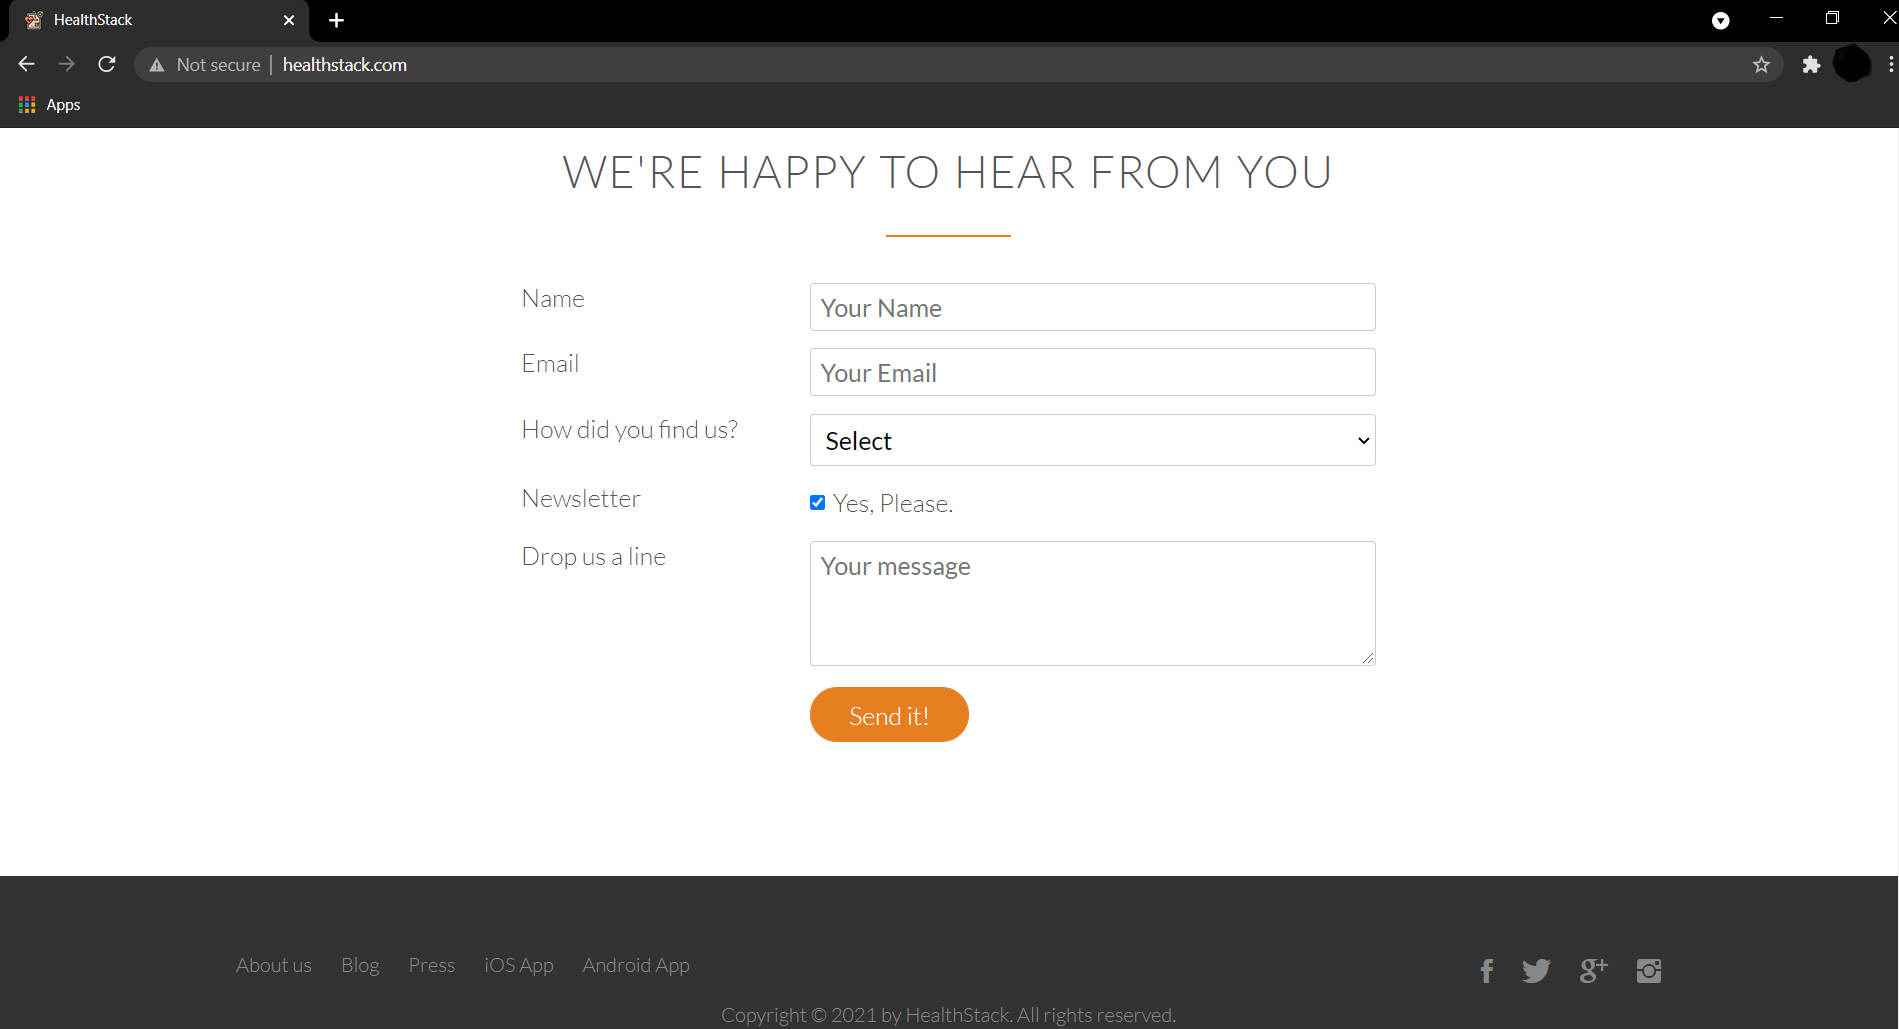 HealthStack
Not secure | healthstack.com
Apps
WE'RE HAPPY TO HEAR FROM YOU
Name
Your Name
Email
Your Email
How did you find us?
Select
Newsletter
Yes, Please.
Drop us a line
Your message
Send it!
About us Blog Press iOS App Android App
Copyright © 2021 by HealthStack. All rights reserved.